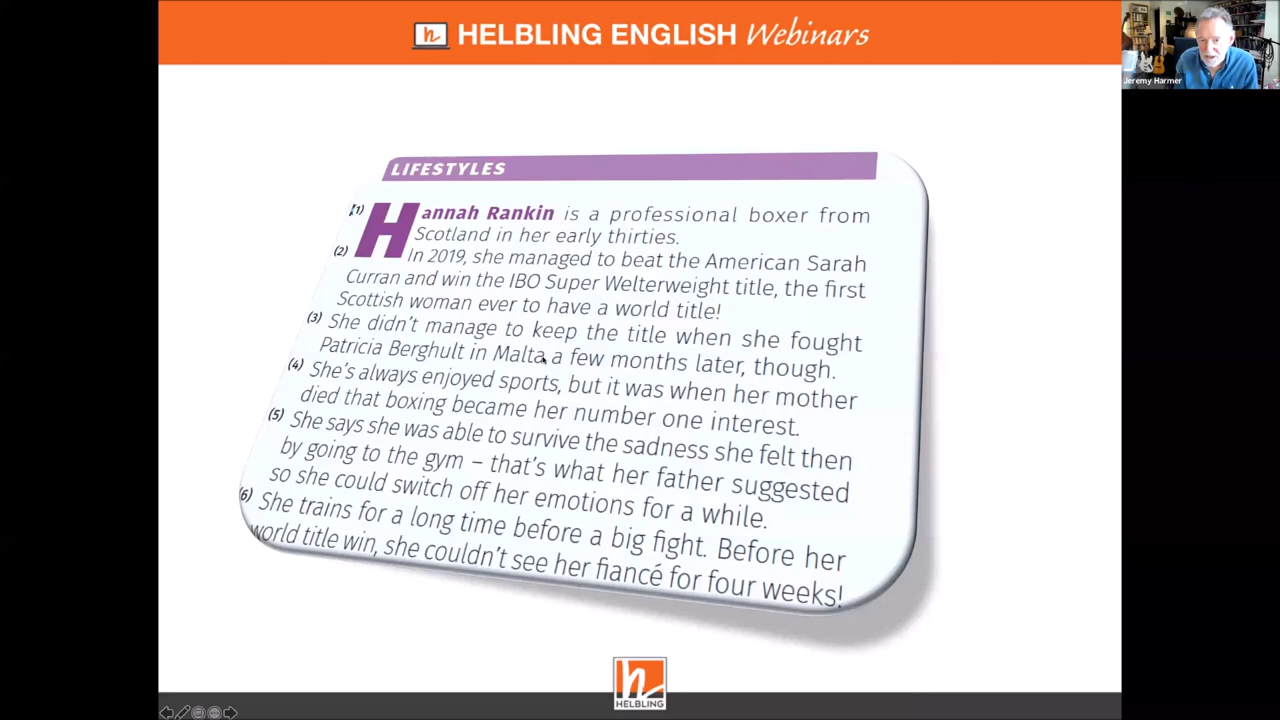 HELBLING ENGLISH Webinars
Jeremy Harmer
LIFESTYLES
(1) Hannah Rankin is a professional boxer from
Scotland in her early thirties.
(2) In 2019, she managed to beat the American Sarah
Curran and win the IBO Super Welterweight title, the first
Scottish woman ever to have a world title!
(3) She didn't manage to keep the title when she fought
Patricia Berghult in Malta a few months later, though.
(4) She's always enjoyed sports, but it was when her mother
died that boxing became her number one interest.
(5) She says she was able to survive the sadness she felt then
by going to the gym – that's what her father suggested
so she could switch off her emotions for a while.
(6) She trains for a long time before a big fight. Before her
world title win, she couldn't see her fiancé for four weeks!
HELBLING